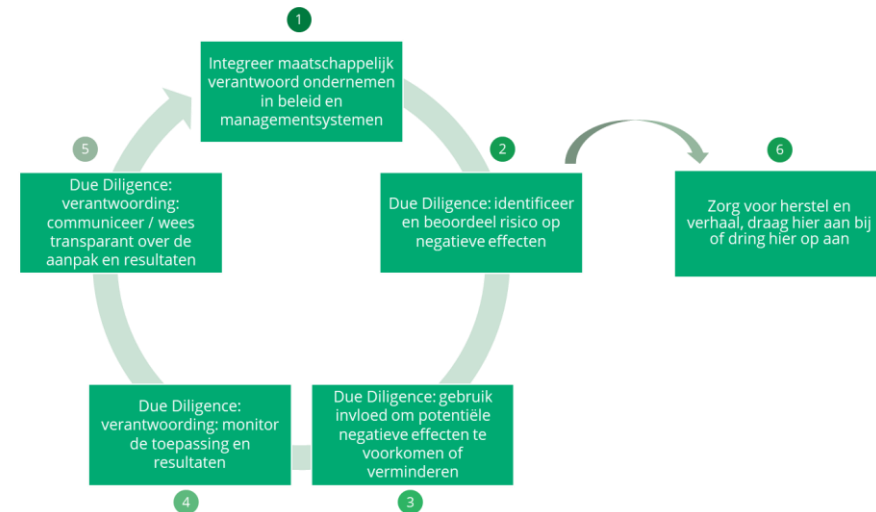 1
Integreer maatschappelijk
verantwoord ondernemen
in beleid en
managementsystemen
2
Due Diligence: identificeer
en beoordeel risico op
negatieve effecten
3
Due Diligence: gebruik
invloed om potentiële
negatieve effecten te
voorkomen of
verminderen
4
Due Diligence:
verantwoording: monitor
de toepassing en
resultaten
5
Due Diligence:
verantwoording:
communiceer / wees
transparant over de
aanpak en resultaten
6
Zorg voor herstel en
verhaal, draag hier aan bij
of dring hier op aan